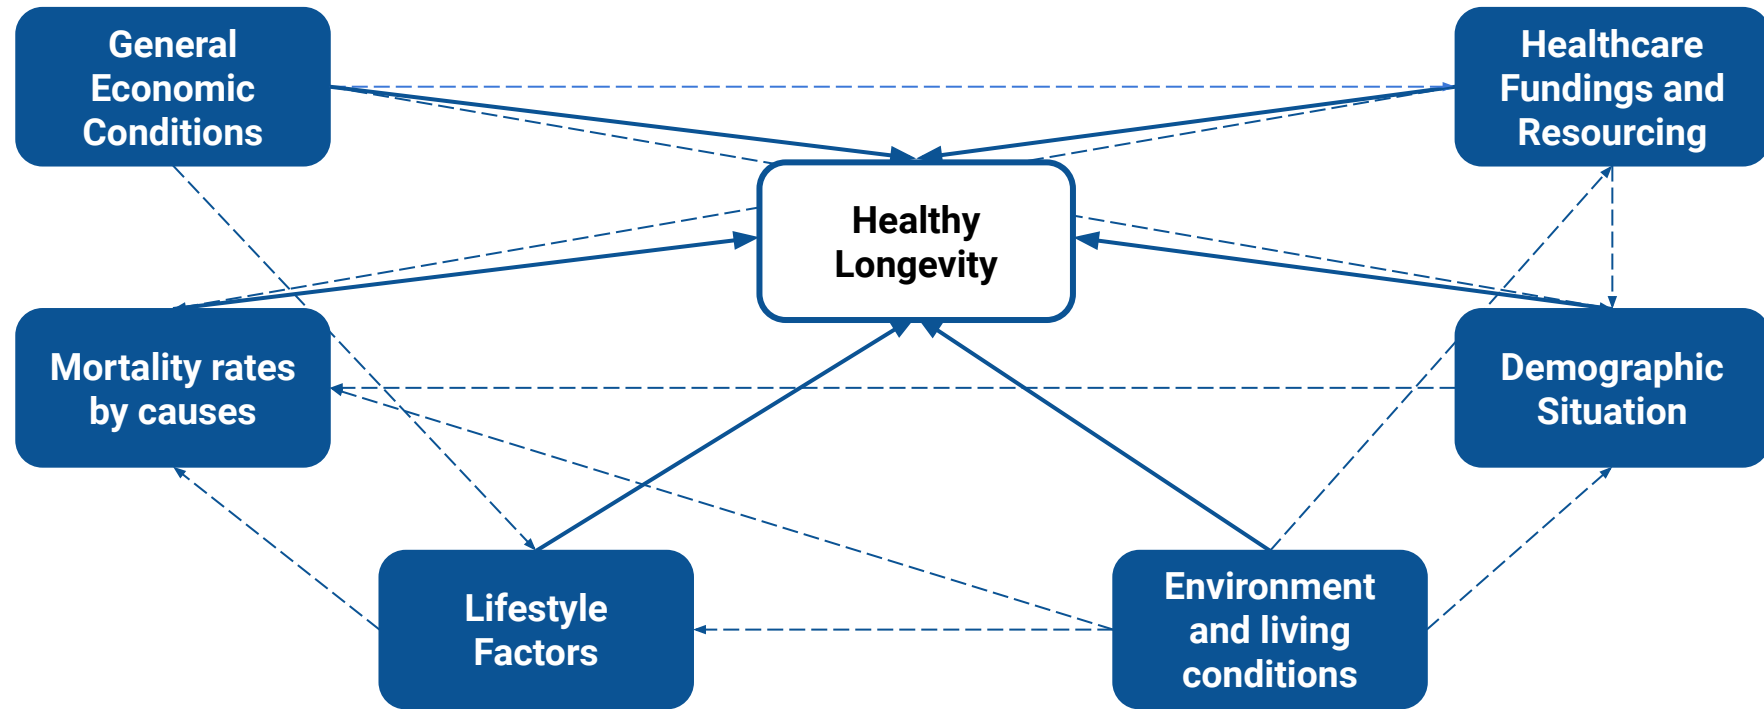 General
Economic
Conditions
Healthcare
Fundings and
Resourcing
Healthy
Longevity
Mortality rates
by causes
Demographic
Situation
Lifestyle
Factors
Environment
and living
conditions